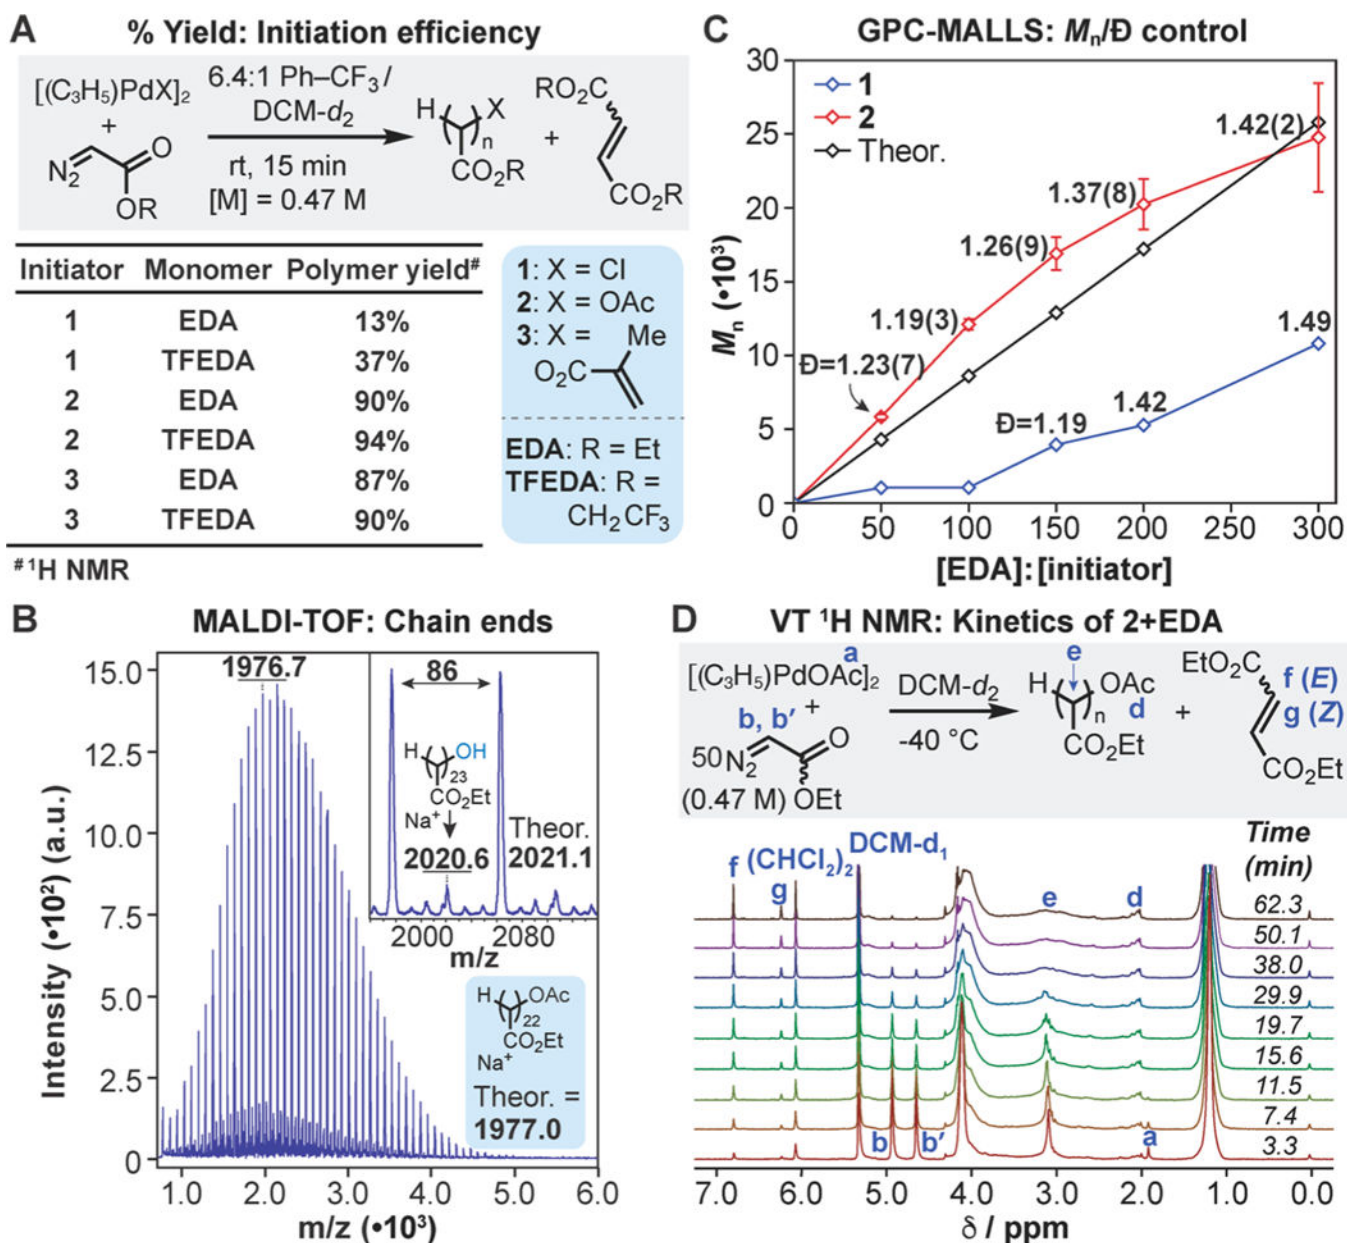 A % Yield: Initiation efficiency
[(C3H5)PdX]2
+
N2
O
OR
6.4:1 Ph–CF3/
DCM-d2
rt, 15 min
[M] = 0.47 M
H
X
n
CO2R
+
RO2C
CO2R
Initiator Monomer Polymer yield#
1 EDA 13%
1 TFEDA 37%
2 EDA 90%
2 TFEDA 94%
3 EDA 87%
3 TFEDA 90%
# 1H NMR
1: X = Cl
2: X = OAc
3: X =
Me
O2C
EDA: R = Et
TFEDA: R =
CH2CF3
C GPC-MALLS: Mn/Đ control
1
2
Theor.
Mn (•10³)
30
25
20
15
10
5
0
1.42(2)
1.37(8)
1.26(9)
1.19(3)
Đ=1.23(7)
1.49
1.42
Đ=1.19
0 50 100 150 200 250 300
[EDA]:[initiator]
B MALDI-TOF: Chain ends
Intensity (•10²) (a.u.)
15.0
12.5
10.0
7.5
5.0
2.5
0
1976.7
86
H
OH
23
CO2Et
Na+
2020.6
Theor.
2021.1
2000 2080
m/z
H
OAc
22
CO2Et
Na+
Theor. =
1977.0
1.0 2.0 3.0 4.0 5.0 6.0
m/z (•10³)
D VT 1H NMR: Kinetics of 2+EDA
a
[(C3H5)PdOAc]2
+
b, b′
50 N2
O
(0.47 M) OEt
DCM-d2
-40 °C
e
H
OAc
n
d
CO2Et
+
EtO2C
f (E)
g (Z)
CO2Et
f (CHCl2)2 DCM-d1
g
e
d
b b′
a
Time
(min)
62.3
50.1
38.0
29.9
19.7
15.6
11.5
7.4
3.3
7.0 6.0 5.0 4.0 3.0 2.0 1.0 0.0
δ / ppm